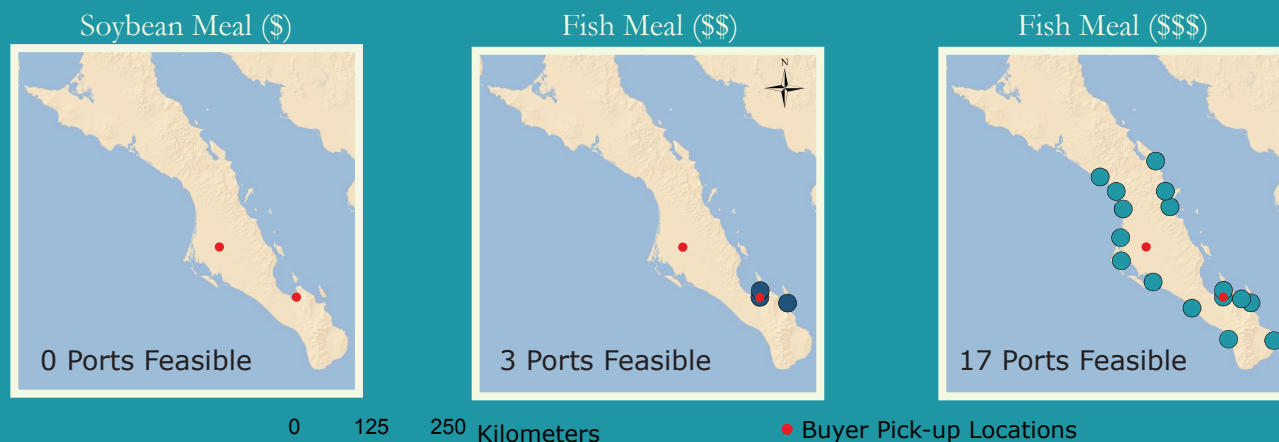 Soybean Meal ($)
Fish Meal ($$)
Fish Meal ($$$)
N
0 Ports Feasible
3 Ports Feasible
17 Ports Feasible
0 125 250 Kilometers
Buyer Pick-up Locations